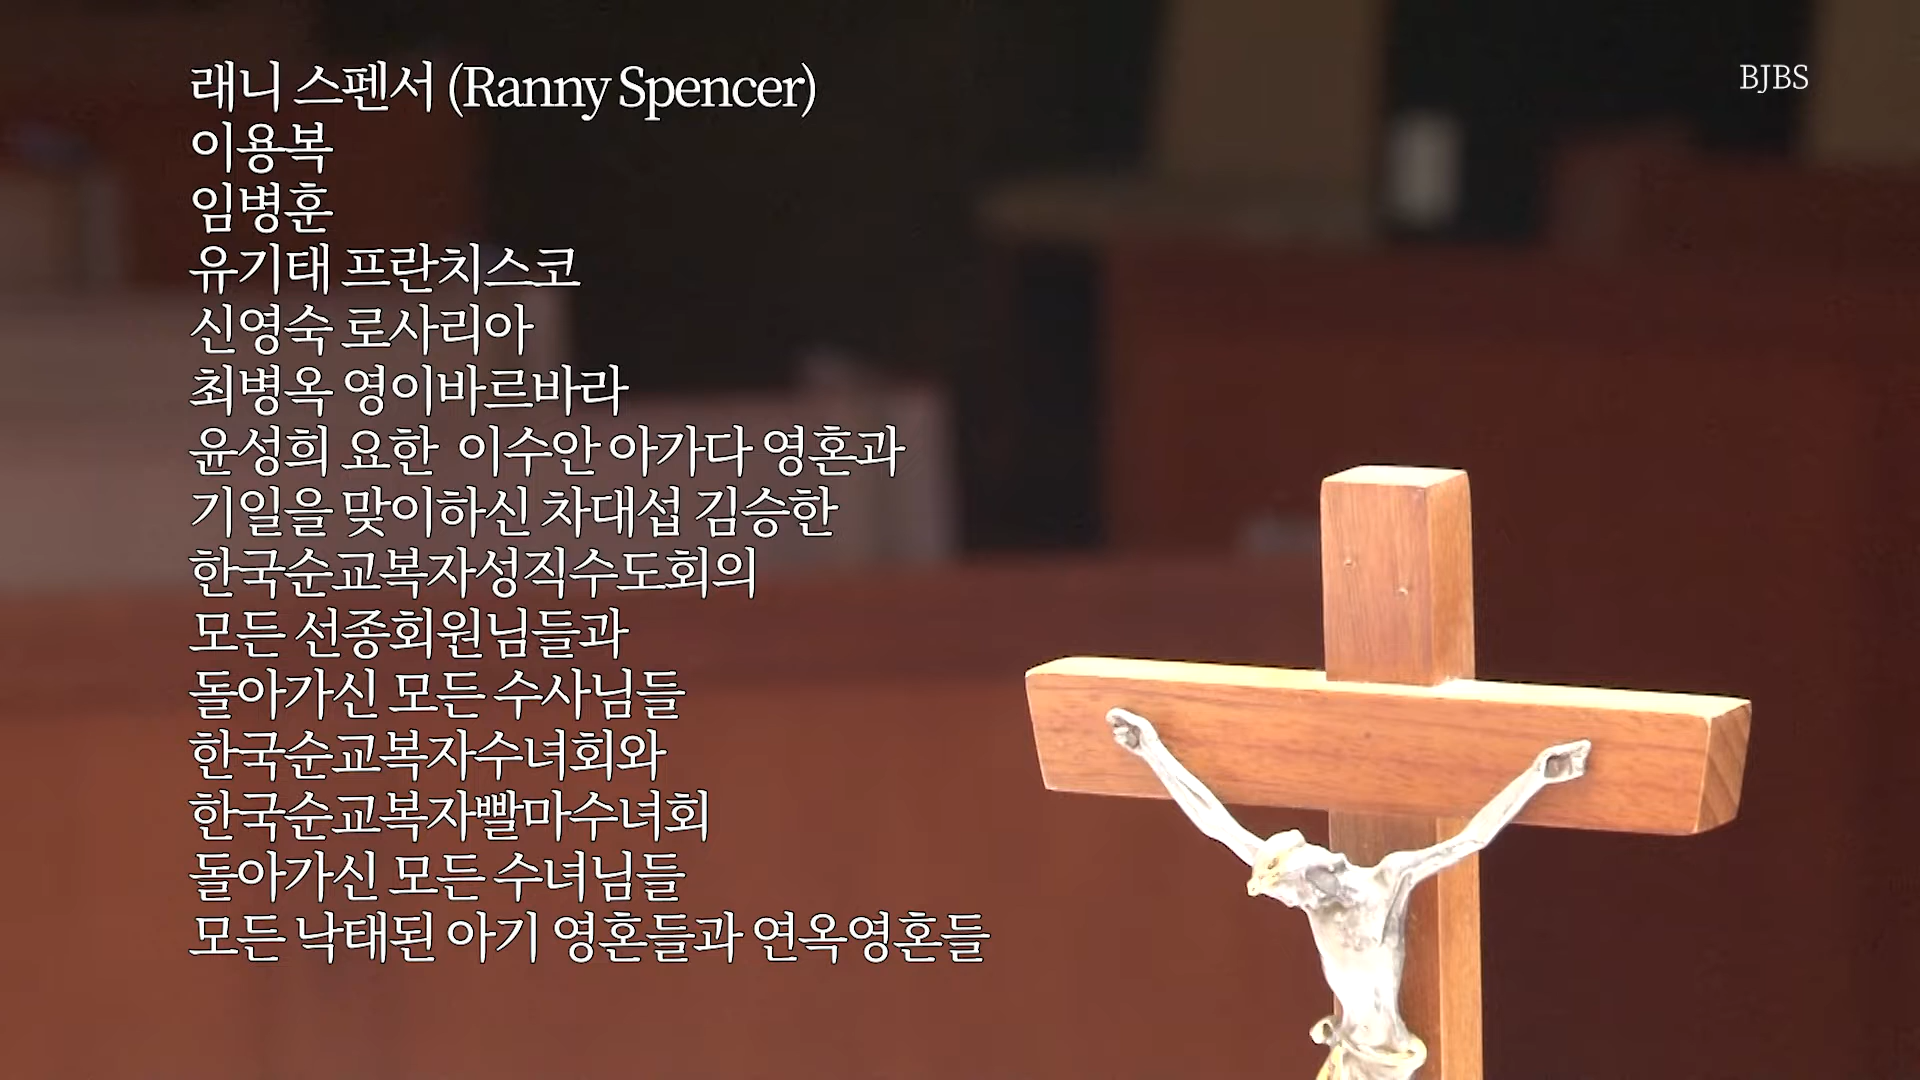 래니 스펜서 (Ranny Spencer)
BJBS
이용복
임병훈
유기태 프란치스코
신영숙 로사리아
최병옥 영이바르바라
윤성희 요한 이수안 아가다 영혼과
기일을 맞이하신 차대섭 김승한
한국순교복자성직수도회의
모든 선종회원님들과
돌아가신 모든 수사님들
한국순교복자수녀회와
한국순교복자빨마수녀회
돌아가신 모든 수녀님들
모든 낙태된 아기 영혼들과 연옥영혼들